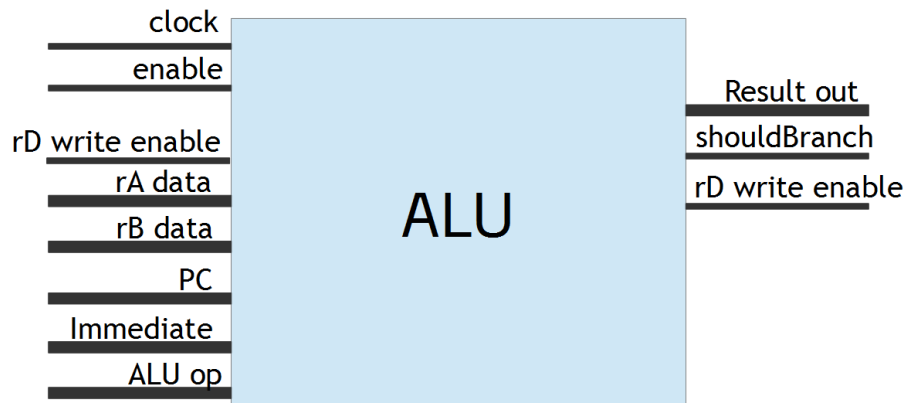 clock
enable
rD write enable
rA data
rB data
PC
Immediate
ALU op
ALU
Result out
shouldBranch
rD write enable